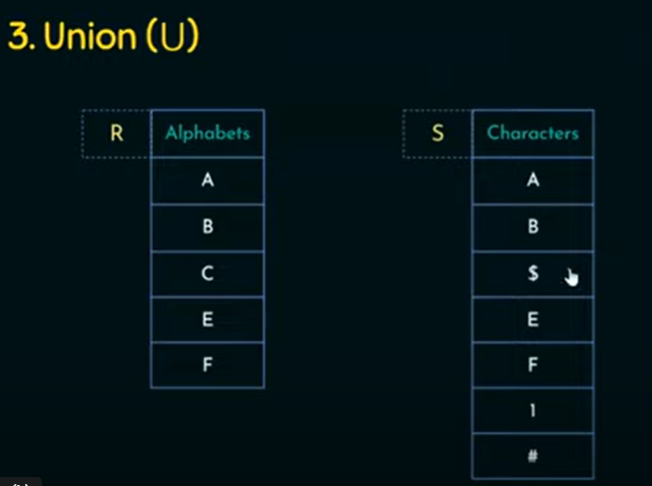 3. Union (∪)
R Alphabets
A
B
C
E
F
S Characters
A
B
$
E
F
1
#